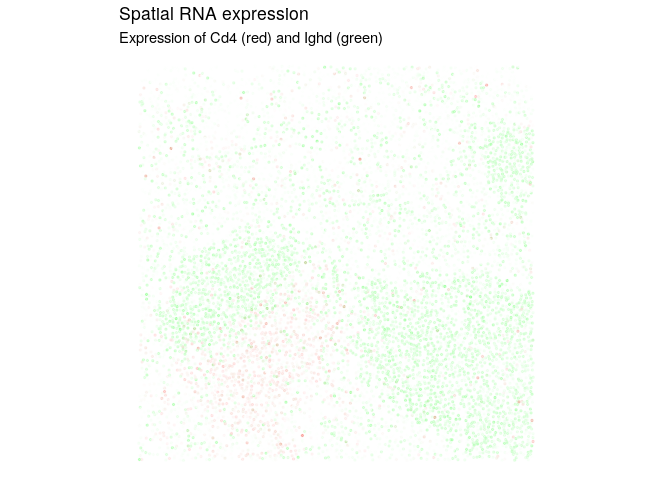 Spatial RNA expression
Expression of Cd4 (red) and Ighd (green)